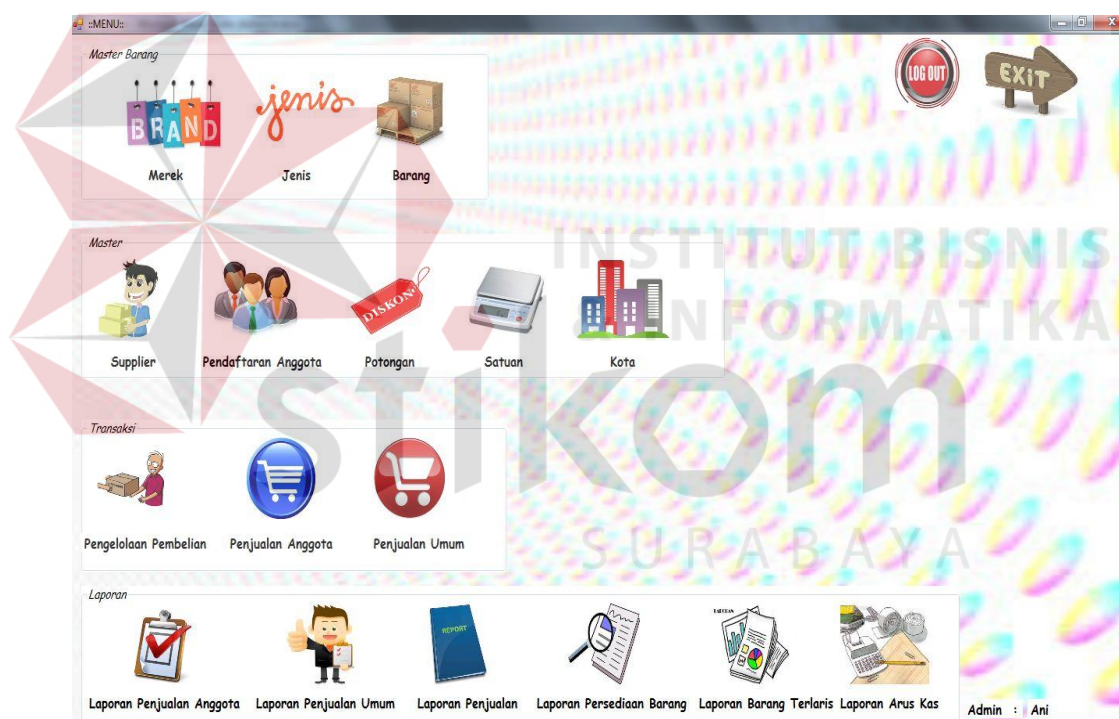 ::MENU::
Master Barang
LOG OUT
EXIT
BRAND
jenis
Merek Jenis Barang
Master
DISKON
Supplier Pendaftaran Anggota Potongan Satuan Kota
Transaksi
Pengelolaan Pembelian Penjualan Anggota Penjualan Umum
Laporan
REPORT
LAPORAN
Laporan Penjualan Anggota Laporan Penjualan Umum Laporan Penjualan Laporan Persediaan Barang Laporan Barang Terlaris Laporan Arus Kas
Admin : Ani
INSTITUT BISNIS
& INFORMATIKA
stikom
SURABAYA